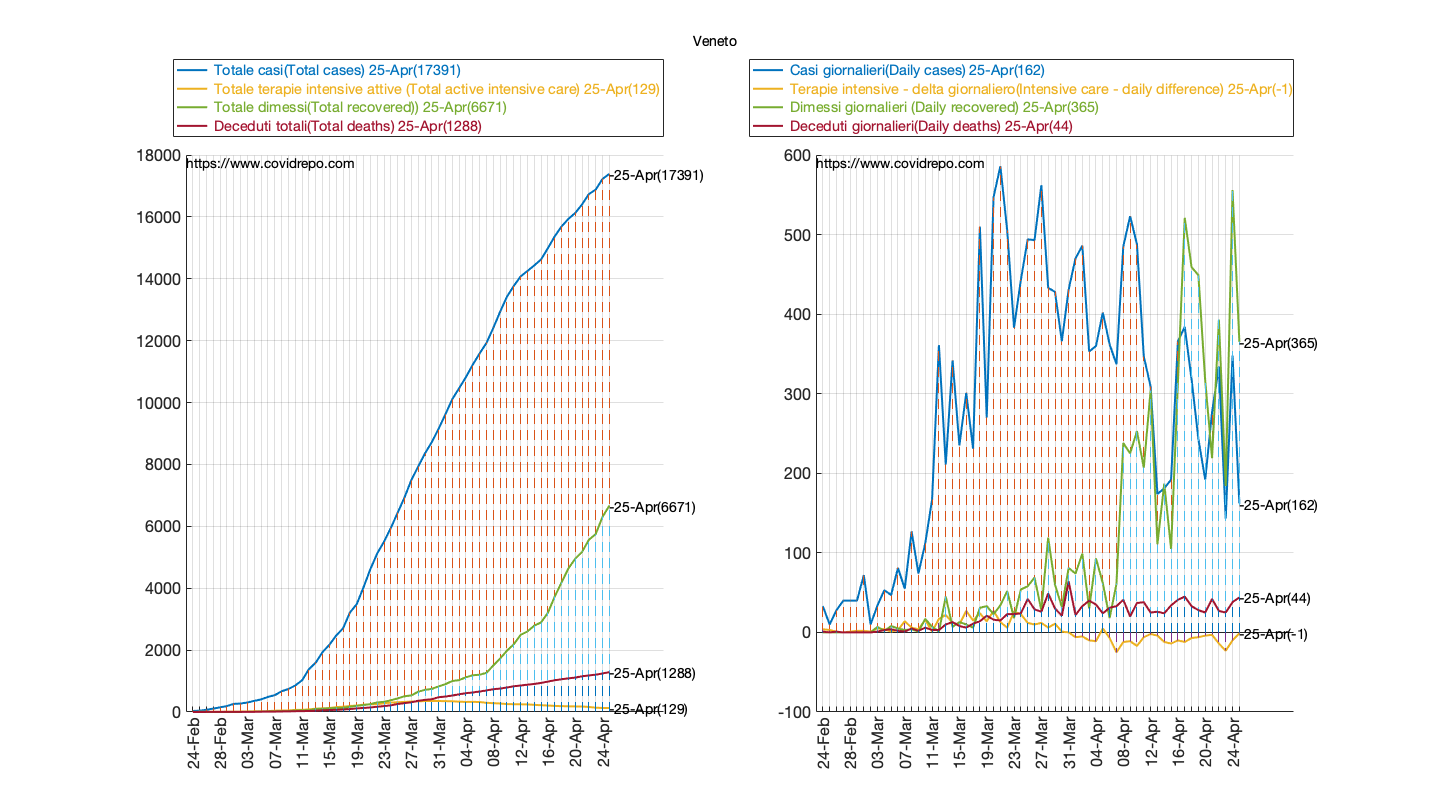 Veneto
Totale casi(Total cases) 25-Apr(17391)
Totale terapie intensive attive (Total active intensive care) 25-Apr(129)
Totale dimessi(Total recovered)) 25-Apr(6671)
Deceduti totali(Total deaths) 25-Apr(1288)
18000
16000
14000
12000
10000
8000
6000
4000
2000
0
https://www.covidrepo.com
25-Apr(17391)
25-Apr(6671)
25-Apr(1288)
25-Apr(129)
24-Feb
28-Feb
03-Mar
07-Mar
11-Mar
15-Mar
19-Mar
23-Mar
27-Mar
31-Mar
04-Apr
08-Apr
12-Apr
16-Apr
20-Apr
24-Apr
Casi giornalieri(Daily cases) 25-Apr(162)
Terapie intensive - delta giornaliero(Intensive care - daily difference) 25-Apr(-1)
Dimessi giornalieri (Daily recovered) 25-Apr(365)
Deceduti giornalieri(Daily deaths) 25-Apr(44)
600
500
400
300
200
100
0
-100
https://www.covidrepo.com
25-Apr(365)
25-Apr(162)
25-Apr(44)
25-Apr(-1)
24-Feb
28-Feb
03-Mar
07-Mar
11-Mar
15-Mar
19-Mar
23-Mar
27-Mar
31-Mar
04-Apr
08-Apr
12-Apr
16-Apr
20-Apr
24-Apr